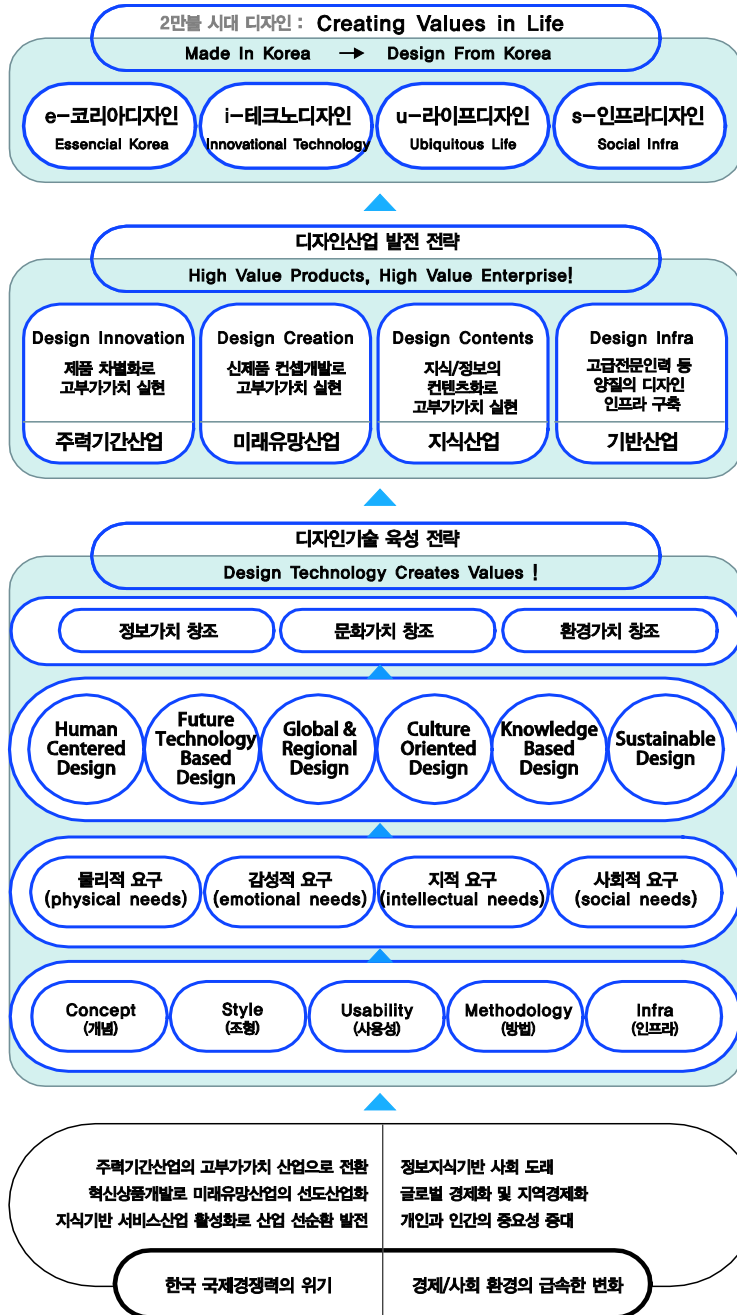 2만불 시대 디자인 : Creating Values in Life
Made In Korea → Design From Korea
e-코리아디자인
Essencial Korea
i-테크노디자인
Innovational Technology
u-라이프디자인
Ubiquitous Life
s-인프라디자인
Social Infra
디자인산업 발전 전략
High Value Products, High Value Enterprise!
Design Innovation
제품 차별화로
고부가가치 실현
주력기간산업
Design Creation
신제품 컨셉개발로
고부가가치 실현
미래유망산업
Design Contents
지식/정보의
컨텐츠화로
고부가가치 실현
지식산업
Design Infra
고급전문인력 등
양질의 디자인
인프라 구축
기반산업
디자인기술 육성 전략
Design Technology Creates Values !
정보가치 창조
문화가치 창조
환경가치 창조
Human
Centered
Design
Future
Technology
Based
Design
Global &
Regional
Design
Culture
Oriented
Design
Knowledge
Based
Design
Sustainable
Design
물리적 요구
(physical needs)
감성적 요구
(emotional needs)
지적 요구
(intellectual needs)
사회적 요구
(social needs)
Concept
(개념)
Style
(조형)
Usability
(사용성)
Methodology
(방법)
Infra
(인프라)
주력기간산업의 고부가가치 산업으로 전환
혁신상품개발로 미래유망산업의 선도산업화
지식기반 서비스산업 활성화로 산업 선순환 발전
정보지식기반 사회 도래
글로벌 경제화 및 지역경제화
개인과 인간의 중요성 증대
한국 국제경쟁력의 위기
경제/사회 환경의 급속한 변화